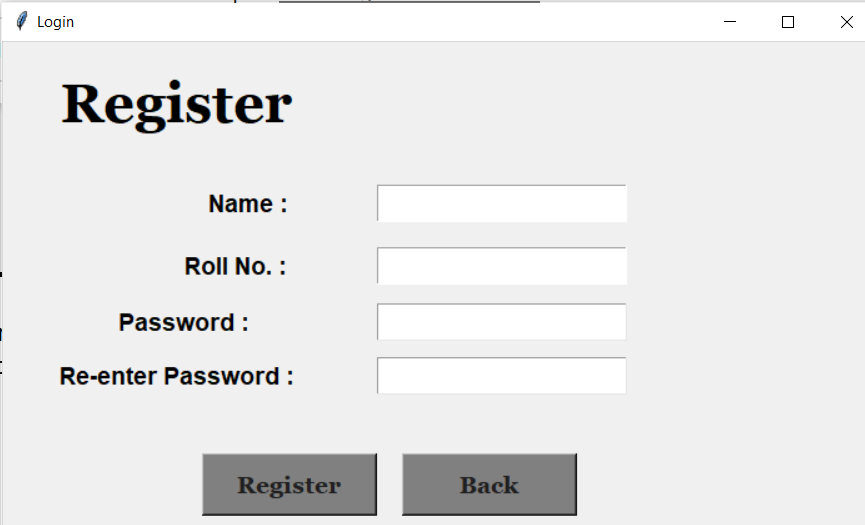 Login
Register
Name :
Roll No. :
Password :
Re-enter Password :
Register Back